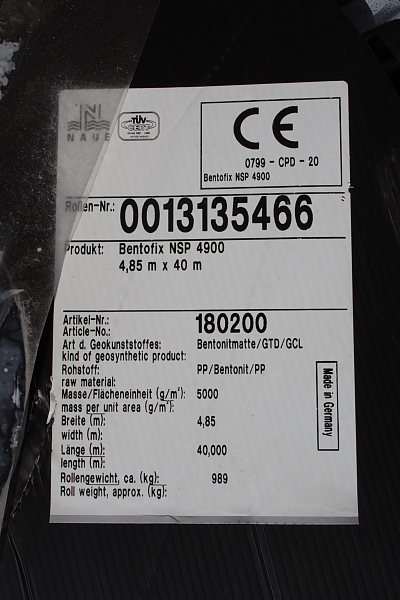 NAUE
TÜV
CERT
CE
0799 - CPD - 20
Bentofix NSP 4900
Rollen-Nr.: 0013135466
Produkt: Bentofix NSP 4900
4,85 m x 40 m
Artikel-Nr.: 180200
Article-No.:
Art d. Geokunststoffes: Bentonitmatte/GTD/GCL
kind of geosynthetic product:
Rohstoff: PP/Bentonit/PP
raw material:
Masse/Flächeneinheit (g/m²): 5000
mass per unit area (g/m²):
Breite (m): 4,85
width (m):
Länge (m): 40,000
length (m):
Rollengewicht, ca. (kg): 989
Roll weight, approx. (kg):
Made in Germany